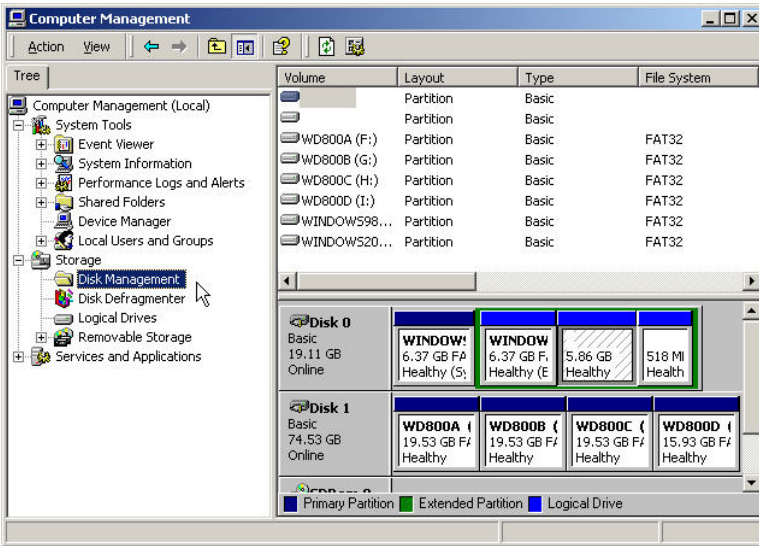 Computer Management
Action View
Tree
Computer Management (Local)
System Tools
Event Viewer
System Information
Performance Logs and Alerts
Shared Folders
Device Manager
Local Users and Groups
Storage
Disk Management
Disk Defragmenter
Logical Drives
Removable Storage
Services and Applications
Volume Layout Type File System
Partition Basic
Partition Basic
WD800A (F:) Partition Basic FAT32
WD800B (G:) Partition Basic FAT32
WD800C (H:) Partition Basic FAT32
WD800D (I:) Partition Basic FAT32
WINDOWS98... Partition Basic FAT32
WINDOWS20... Partition Basic FAT32
Disk 0
Basic
19.11 GB
Online
WINDOW
6.37 GB FA
Healthy (S
WINDOW
6.37 GB F
Healthy (E
5.86 GB
Healthy
518 M
Health
Disk 1
Basic
74.53 GB
Online
WD800A (
19.53 GB F
Healthy
WD800B (
19.53 GB F
Healthy
WD800C (
19.53 GB F
Healthy
WD800D (
15.93 GB F
Healthy
Primary Partition Extended Partition Logical Drive